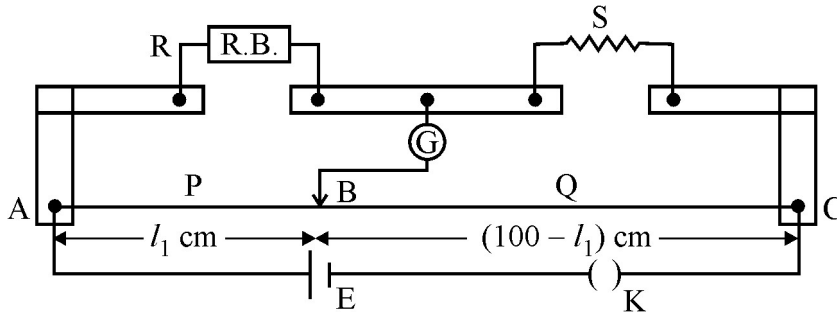 R R.B. S
G
P B Q
A C
l₁ cm (100 – l₁) cm
E K